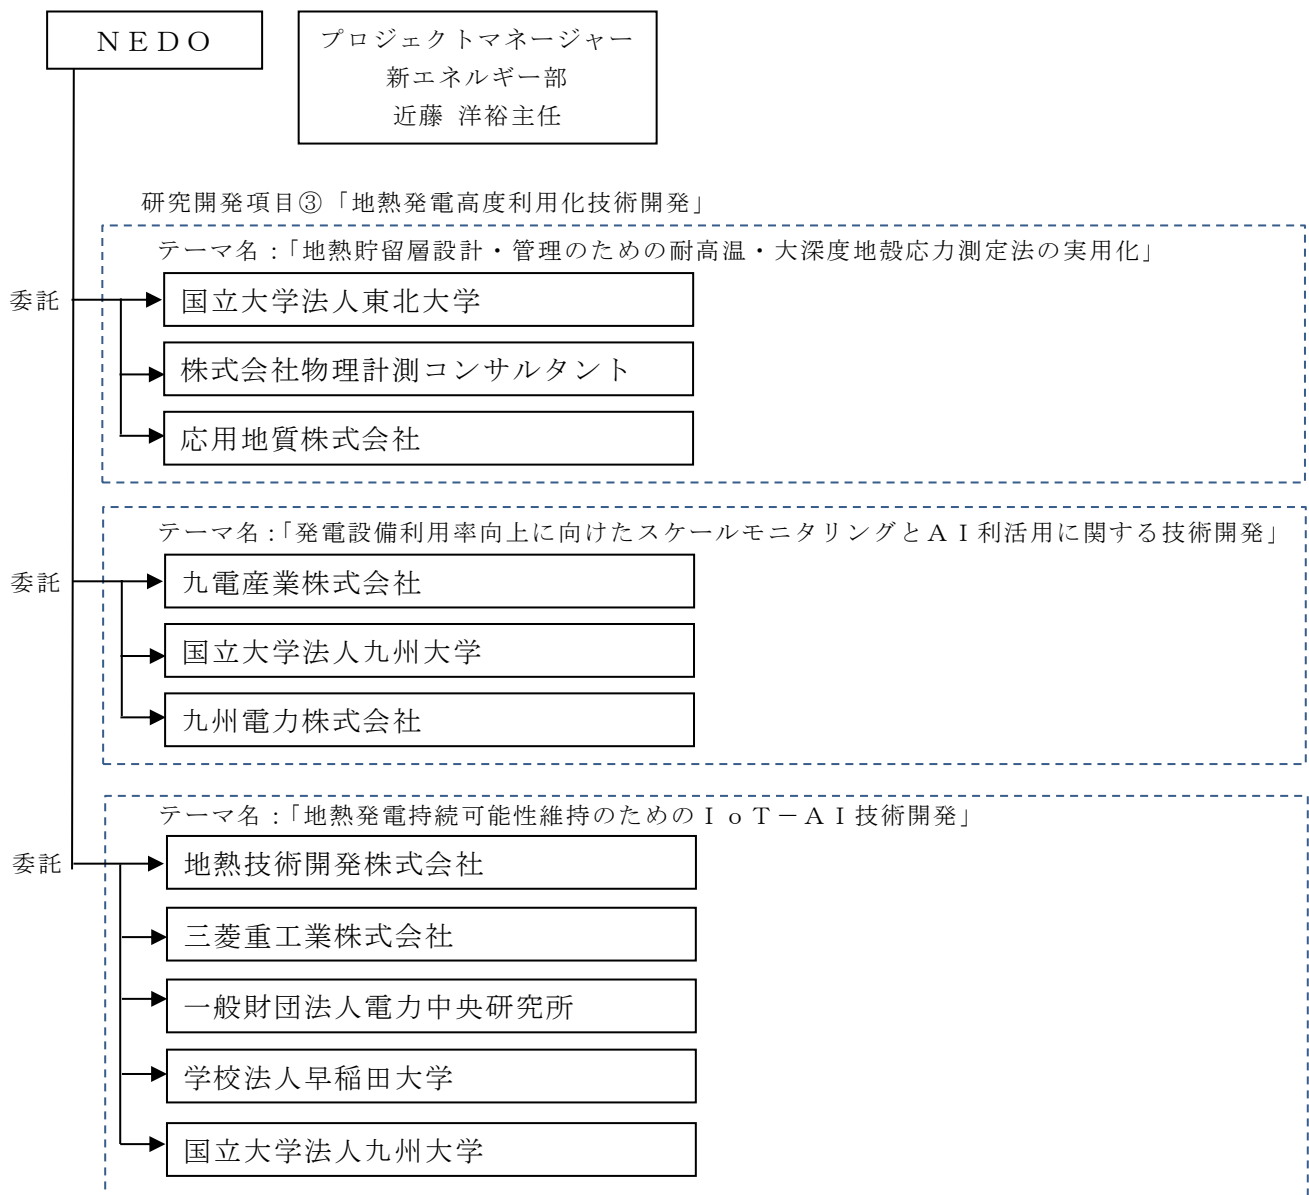 ＮＥＤＯ
プロジェクトマネージャー
新エネルギー部
近藤 洋裕主任
研究開発項目③「地熱発電高度利用化技術開発」
テーマ名：「地熱貯留層設計・管理のための耐高温・大深度地殻応力測定法の実用化」
委託
国立大学法人東北大学
株式会社物理計測コンサルタント
応用地質株式会社
テーマ名：「発電設備利用率向上に向けたスケールモニタリングとＡＩ利活用に関する技術開発」
委託
九電産業株式会社
国立大学法人九州大学
九州電力株式会社
テーマ名：「地熱発電持続可能性維持のためのＩｏＴ－ＡＩ技術開発」
委託
地熱技術開発株式会社
三菱重工業株式会社
一般財団法人電力中央研究所
学校法人早稲田大学
国立大学法人九州大学